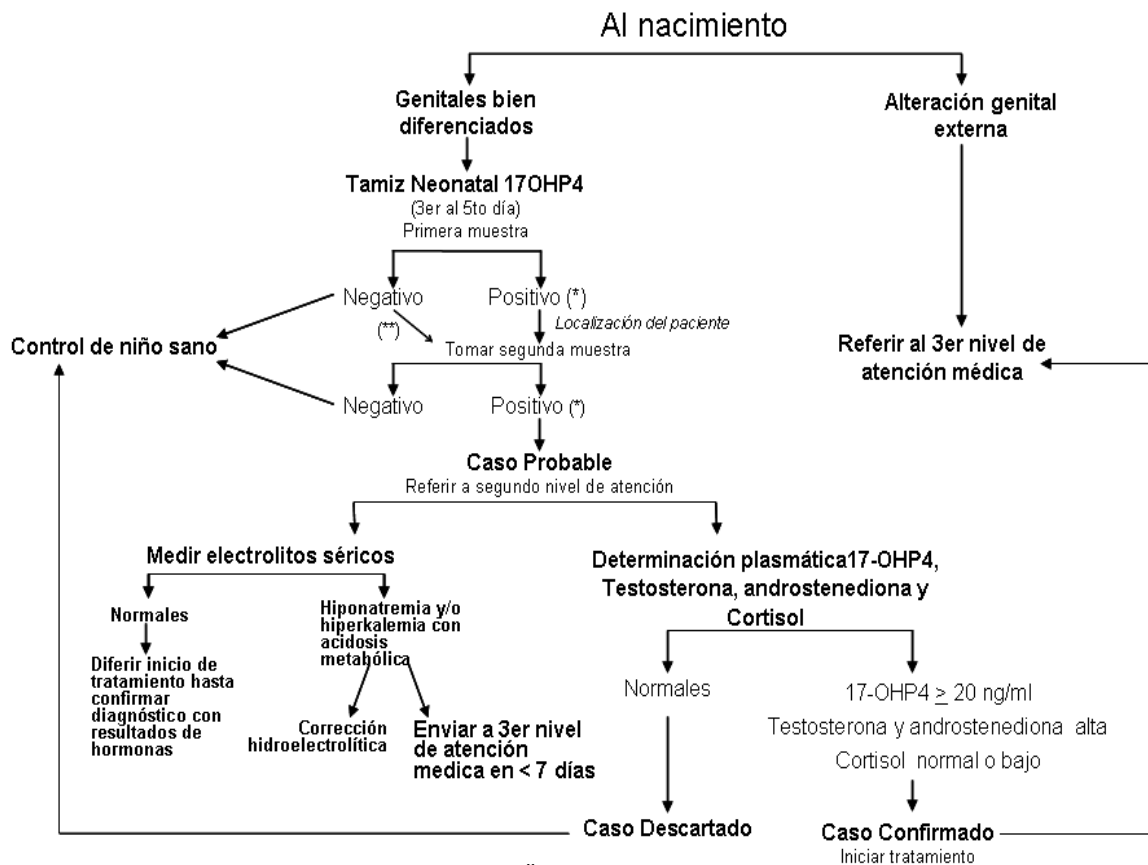 Al nacimiento
Genitales bien
diferenciados
Alteración genital
externa
Tamiz Neonatal 17OHP4
(3er al 5to día)
Primera muestra
Negativo
Positivo (*)
(**)
Localización del paciente
Tomar segunda muestra
Control de niño sano
Referir al 3er nivel de
atención médica
Negativo
Positivo (*)
Caso Probable
Referir a segundo nivel de atención
Medir electrolitos séricos
Determinación plasmática17-OHP4,
Testosterona, androstenediona y
Cortisol
Normales
Hiponatremia y/o
hiperkalemia con
acidosis
metabólica
Diferir inicio de
tratamiento hasta
confirmar
diagnóstico con
resultados de
hormonas
Corrección
hidroelectrolítica
Enviar a 3er nivel
de atención
medica en < 7 días
Normales
17-OHP4 ≥ 20 ng/ml
Testosterona y androstenediona alta
Cortisol normal o bajo
Caso Descartado
Caso Confirmado
Iniciar tratamiento